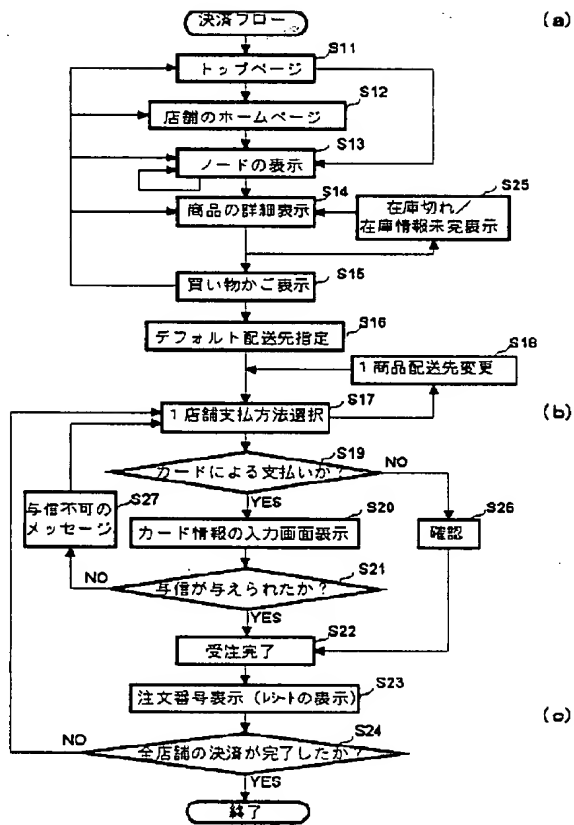 決済フロー
(a)
S11
トップページ
S12
店舗のホームページ
S13
ノードの表示
S14
商品の詳細表示
S25
在庫切れ/
在庫情報未完表示
S15
買い物かご表示
S16
デフォルト配送先指定
S18
1商品配送先変更
S17
(b)
1店舗支払方法選択
S19
カードによる支払いか?
NO
YES
S27
与信不可の
メッセージ
S20
カード情報の入力画面表示
S26
確認
S21
与信が与えられたか?
NO
YES
S22
受注完了
S23
注文番号表示(レシートの表示)
(c)
S24
全店舗の決済が完了したか?
NO
YES
終了